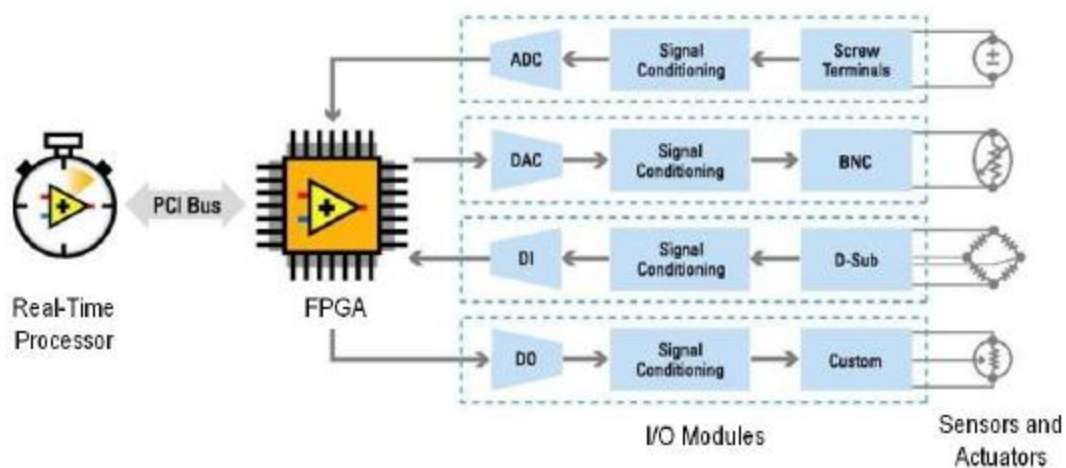 ADC
Signal
Conditioning
Screw
Terminals
DAC
Signal
Conditioning
BNC
PCI Bus
DI
Signal
Conditioning
D-Sub
Real-Time
Processor
FPGA
DO
Signal
Conditioning
Custom
I/O Modules
Sensors and
Actuators